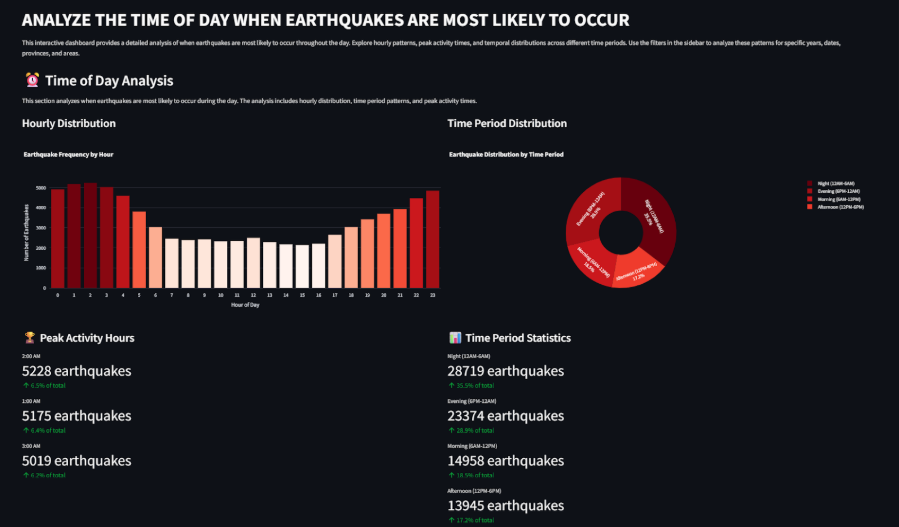 ANALYZE THE TIME OF DAY WHEN EARTHQUAKES ARE MOST LIKELY TO OCCUR
This interactive dashboard provides a detailed analysis of when earthquakes are most likely to occur throughout the day. Explore hourly patterns, peak activity times, and temporal distributions across different time periods. Use the filters in the sidebar to analyze these patterns for specific years, dates,
provinces, and areas.
⏰ Time of Day Analysis
This section analyzes when earthquakes are most likely to occur during the day. The analysis includes hourly distribution, time period patterns, and peak activity times.
Hourly Distribution
Earthquake Frequency by Hour
Number of Earthquakes
5000
4000
3000
2000
1000
0
0 1 2 3 4 5 6 7 8 9 10 11 12 13 14 15 16 17 18 19 20 21 22 23
Hour of Day
Time Period Distribution
Earthquake Distribution by Time Period
Night (12AM-6AM)
Evening (6PM-12AM)
Morning (6AM-12PM)
18.5%
Afternoon (12PM-6PM)
17.2%
Night (12AM-6AM)
Evening (6PM-12AM)
Morning (6AM-12PM)
Afternoon (12PM-6PM)
🏆 Peak Activity Hours
2:00 AM
5228 earthquakes
↑ 6.5% of total
1:00 AM
5175 earthquakes
↑ 6.4% of total
3:00 AM
5019 earthquakes
↑ 6.2% of total
📊 Time Period Statistics
Night (12AM-6AM)
28719 earthquakes
↑ 35.5% of total
Evening (6PM-12AM)
23374 earthquakes
↑ 28.9% of total
Morning (6AM-12PM)
14958 earthquakes
↑ 18.5% of total
Afternoon (12PM-6PM)
13945 earthquakes
↑ 17.2% of total